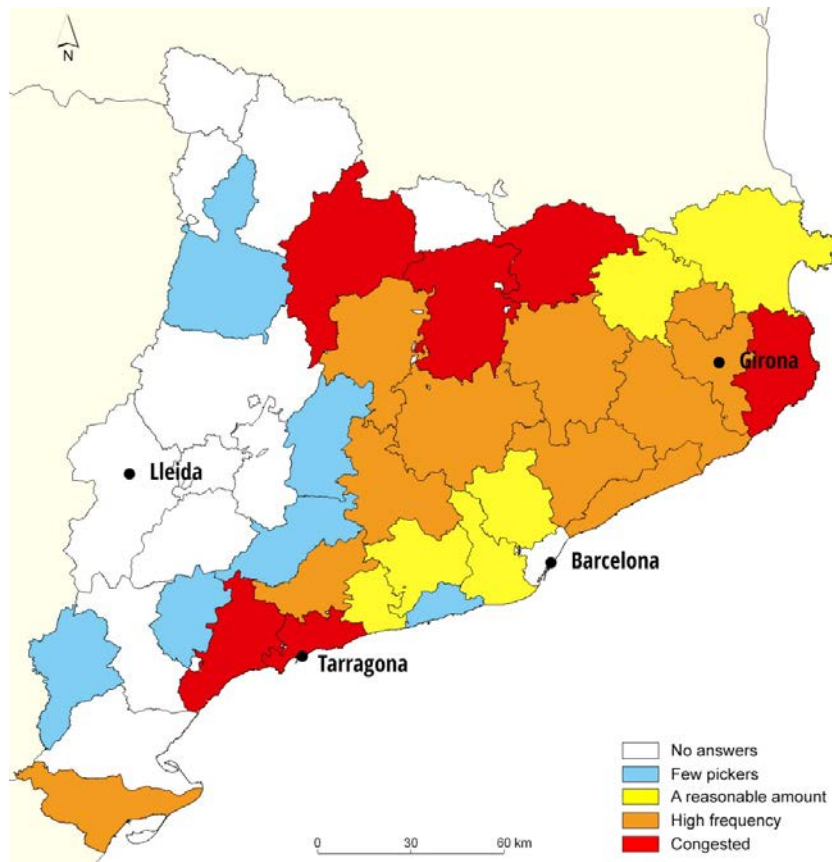 N
Girona
Lleida
Barcelona
Tarragona
No answers
Few pickers
A reasonable amount
High frequency
Congested
0 30 60 km